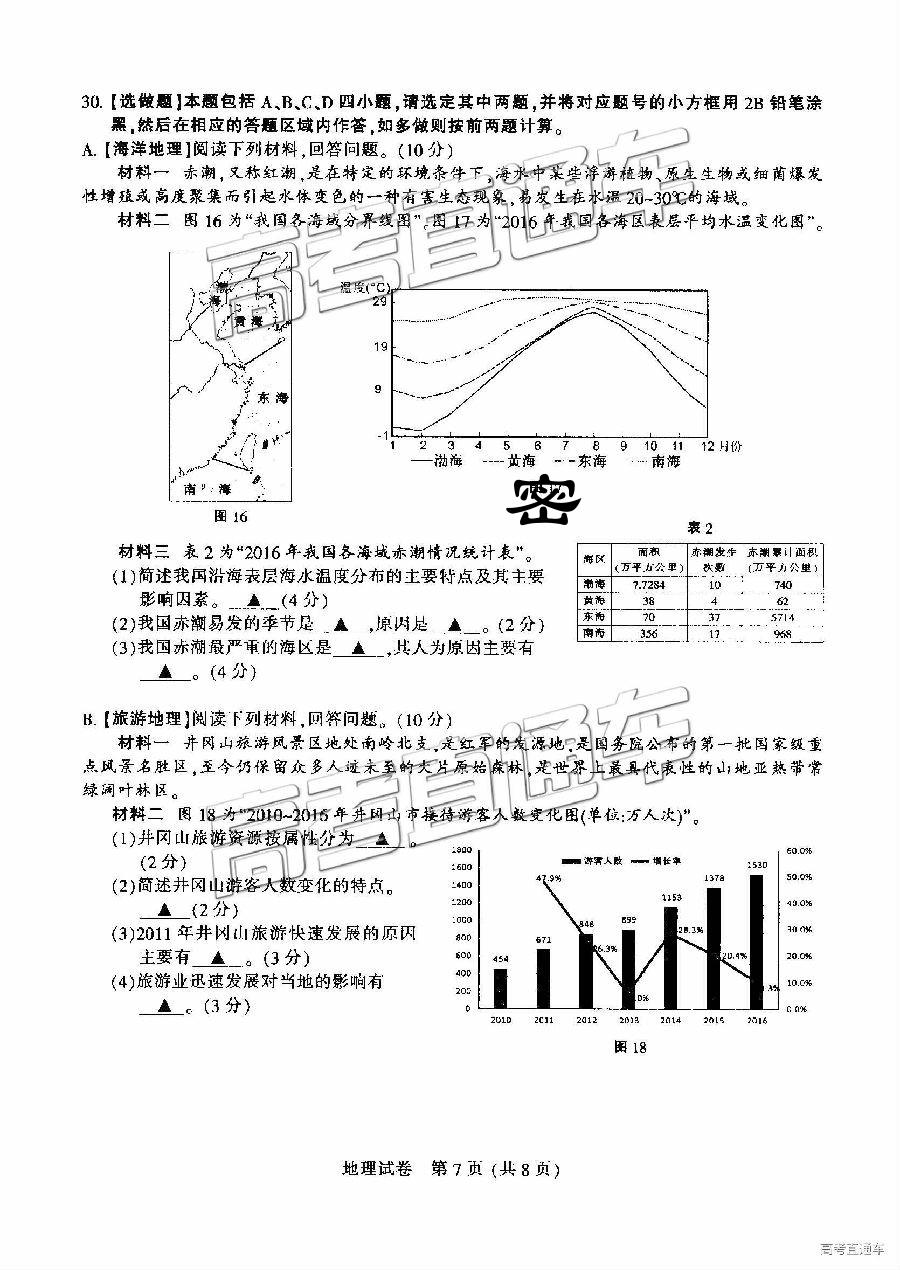 30.【选做题】本题包括 A、B、C、D 四小题,请选定其中两题,并将对应题号的小方框用 2B 铅笔涂
黑,然后在相应的答题区域内作答,如多做则按前两题计算。
A.【海洋地理】阅读下列材料,回答问题。(10 分)
材料一 赤潮,又称红潮,是在特定的环境条件下,海水中某些浮游植物、原生生物或细菌爆发
性增殖或高度聚集而引起水体变色的一种有害生态现象,易发生在水温 20~30℃的海域。
材料二 图 16 为“我国各海域分界线图”。图 17 为“2016 年我国各海区表层平均水温变化图”。
渤
海
黄 海
东 海
南 海
图 16
温度(°C)
29
19
9
-1
1 2 3 4 5 6 7 8 9 10 11 12 月份
渤海 黄海 东海 南海
密
表 2
海区 面积(万平方公里) 赤潮发生次数 赤潮累计面积(万平方公里)
渤海 7.7284 10 740
黄海 38 4 62
东海 70 37 5714
南海 356 17 968
材料三 表 2 为“2016 年我国各海域赤潮情况统计表”。
(1)简述我国沿海表层海水温度分布的主要特点及其主要
影响因素。 ▲ (4 分)
(2)我国赤潮易发的季节是 ▲ ,原因是 ▲ 。(2 分)
(3)我国赤潮最严重的海区是 ▲ ,其人为原因主要有
▲ 。(4 分)
B.【旅游地理】阅读下列材料,回答问题。(10 分)
材料一 井冈山旅游风景区地处南岭北支,是红军的发源地,是国务院公布的第一批国家级重
点风景名胜区,至今仍保留众多人迹未至的大片原始森林,是世界上最具代表性的山地亚热带常
绿阔叶林区。
材料二 图 18 为“2010~2016 年井冈山市接待游客人数变化图(单位:万人次)”。
(1)井冈山旅游资源按属性分为 ▲ 。
(2 分)
(2)简述井冈山游客人数变化的特点。
▲ (2 分)
(3)2011 年井冈山旅游快速发展的原因
主要有 ▲ 。(3 分)
(4)旅游业迅速发展对当地的影响有
▲ 。(3 分)
游客人数 增长率
1800
1600
1400
1200
1000
800
600
400
200
0
60.0%
50.0%
40.0%
30.0%
20.0%
10.0%
0.0%
454 671 848 899 1153 1378 1530
47.9% 26.3% 28.3% 20.4%
2010 2011 2012 2013 2014 2015 2016
图 18
地理试卷 第 7 页 (共 8 页)
高考直通车
高考直通车
高考直通车